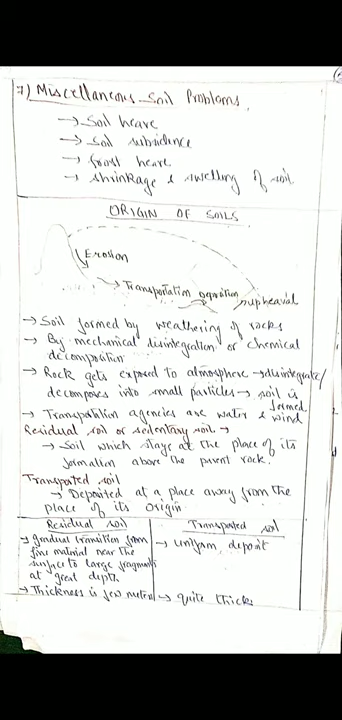 7) Miscellaneous Soil Problems.
→ Soil heave
→ Soil subsidence
→ frost heave
→ shrinkage & swelling of soil
ORIGIN OF SOILS
Erosion
→ Transportation deposition upheaval
→ Soil formed by weathering of rocks
→ By mechanical disintegration or chemical
decomposition
→ Rock gets exposed to atmosphere → disintegrate/
decomposes into small particles → soil is
formed.
→ Transportation agencies are water & wind
Residual soil or sedentary soil →
→ Soil which stays at the place of its
formation above the parent rock.
Transported soil
→ Deposited at a place away from the
place of its origin
Residual soil
Transported soil
→ gradual transition from
fine material near the
surface to large fragments
at great depth.
→ uniform deposit
→ Thickness is few metres
→ quite thick